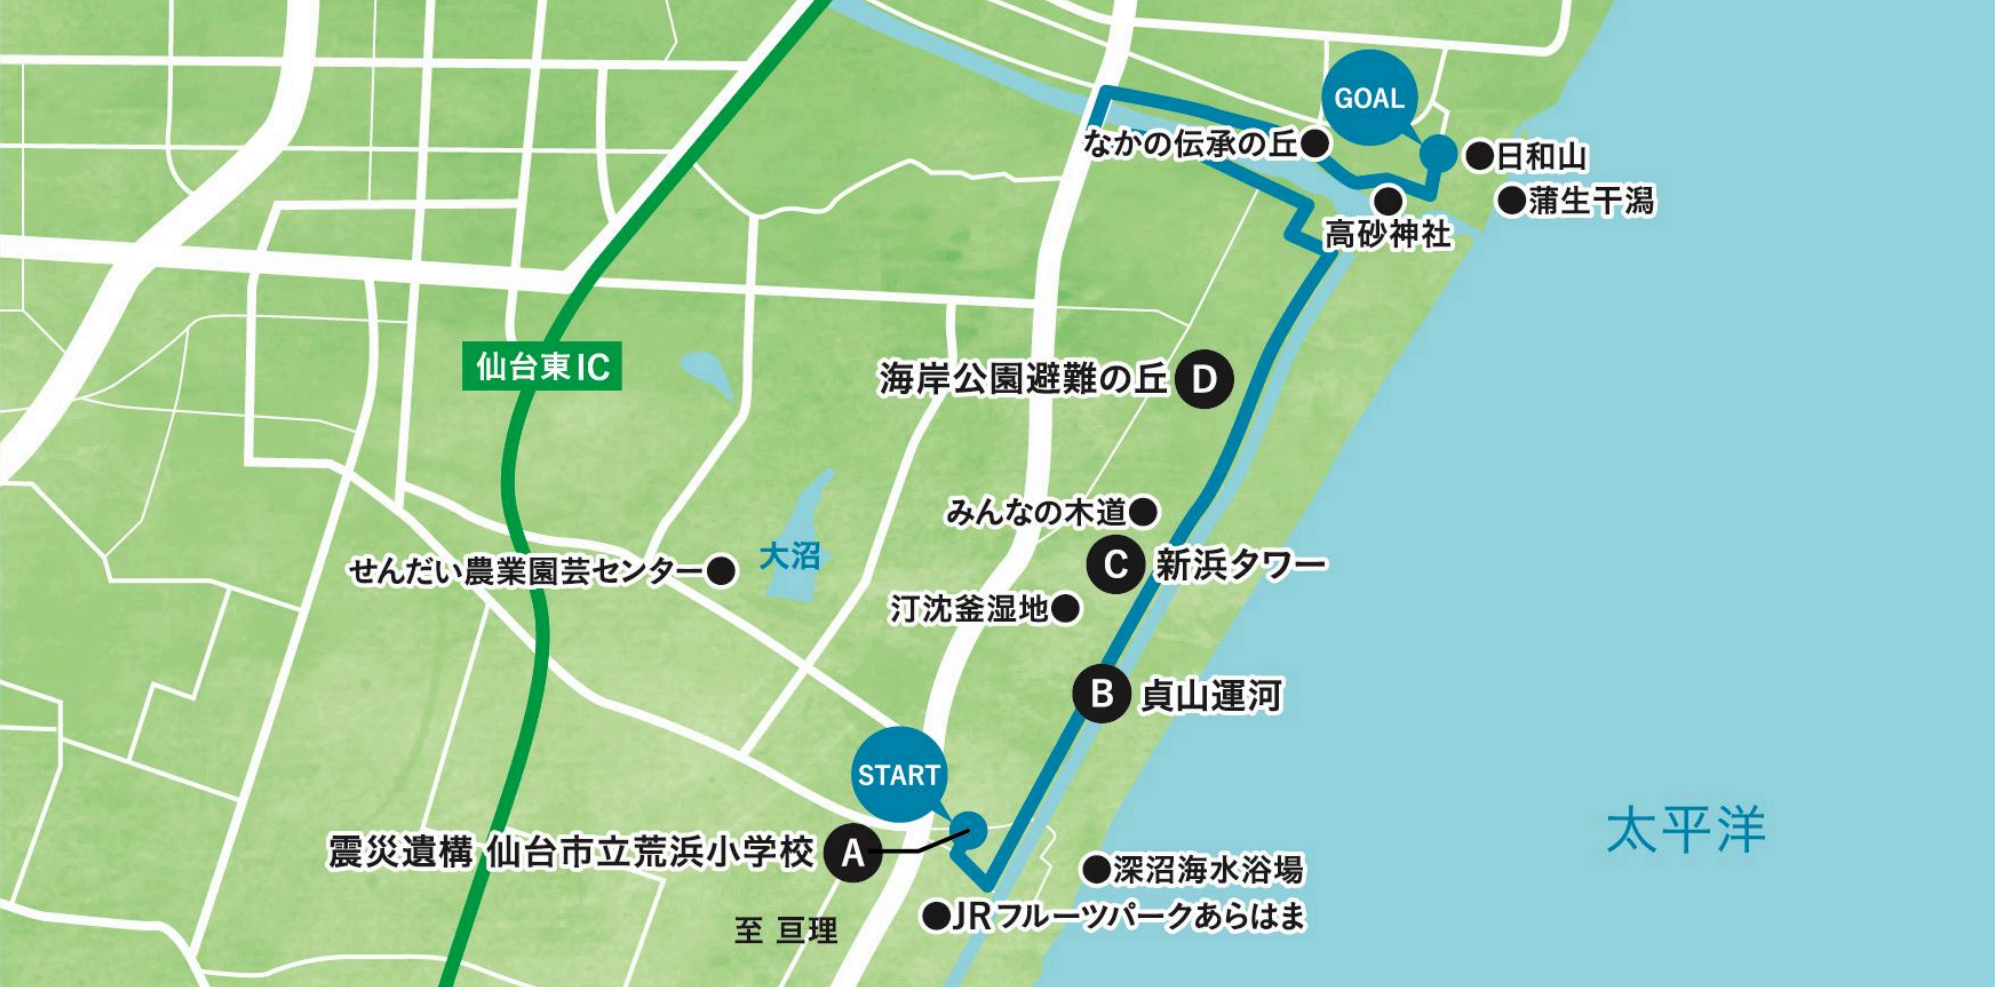 GOAL
なかの伝承の丘
日和山
蒲生干潟
高砂神社
仙台東IC
海岸公園避難の丘 D
みんなの木道
大沼
せんだい農業園芸センター
C 新浜タワー
汀沈釜湿地
B 貞山運河
START
太平洋
震災遺構 仙台市立荒浜小学校 A
深沼海水浴場
JRフルーツパークあらはま
至 亘理